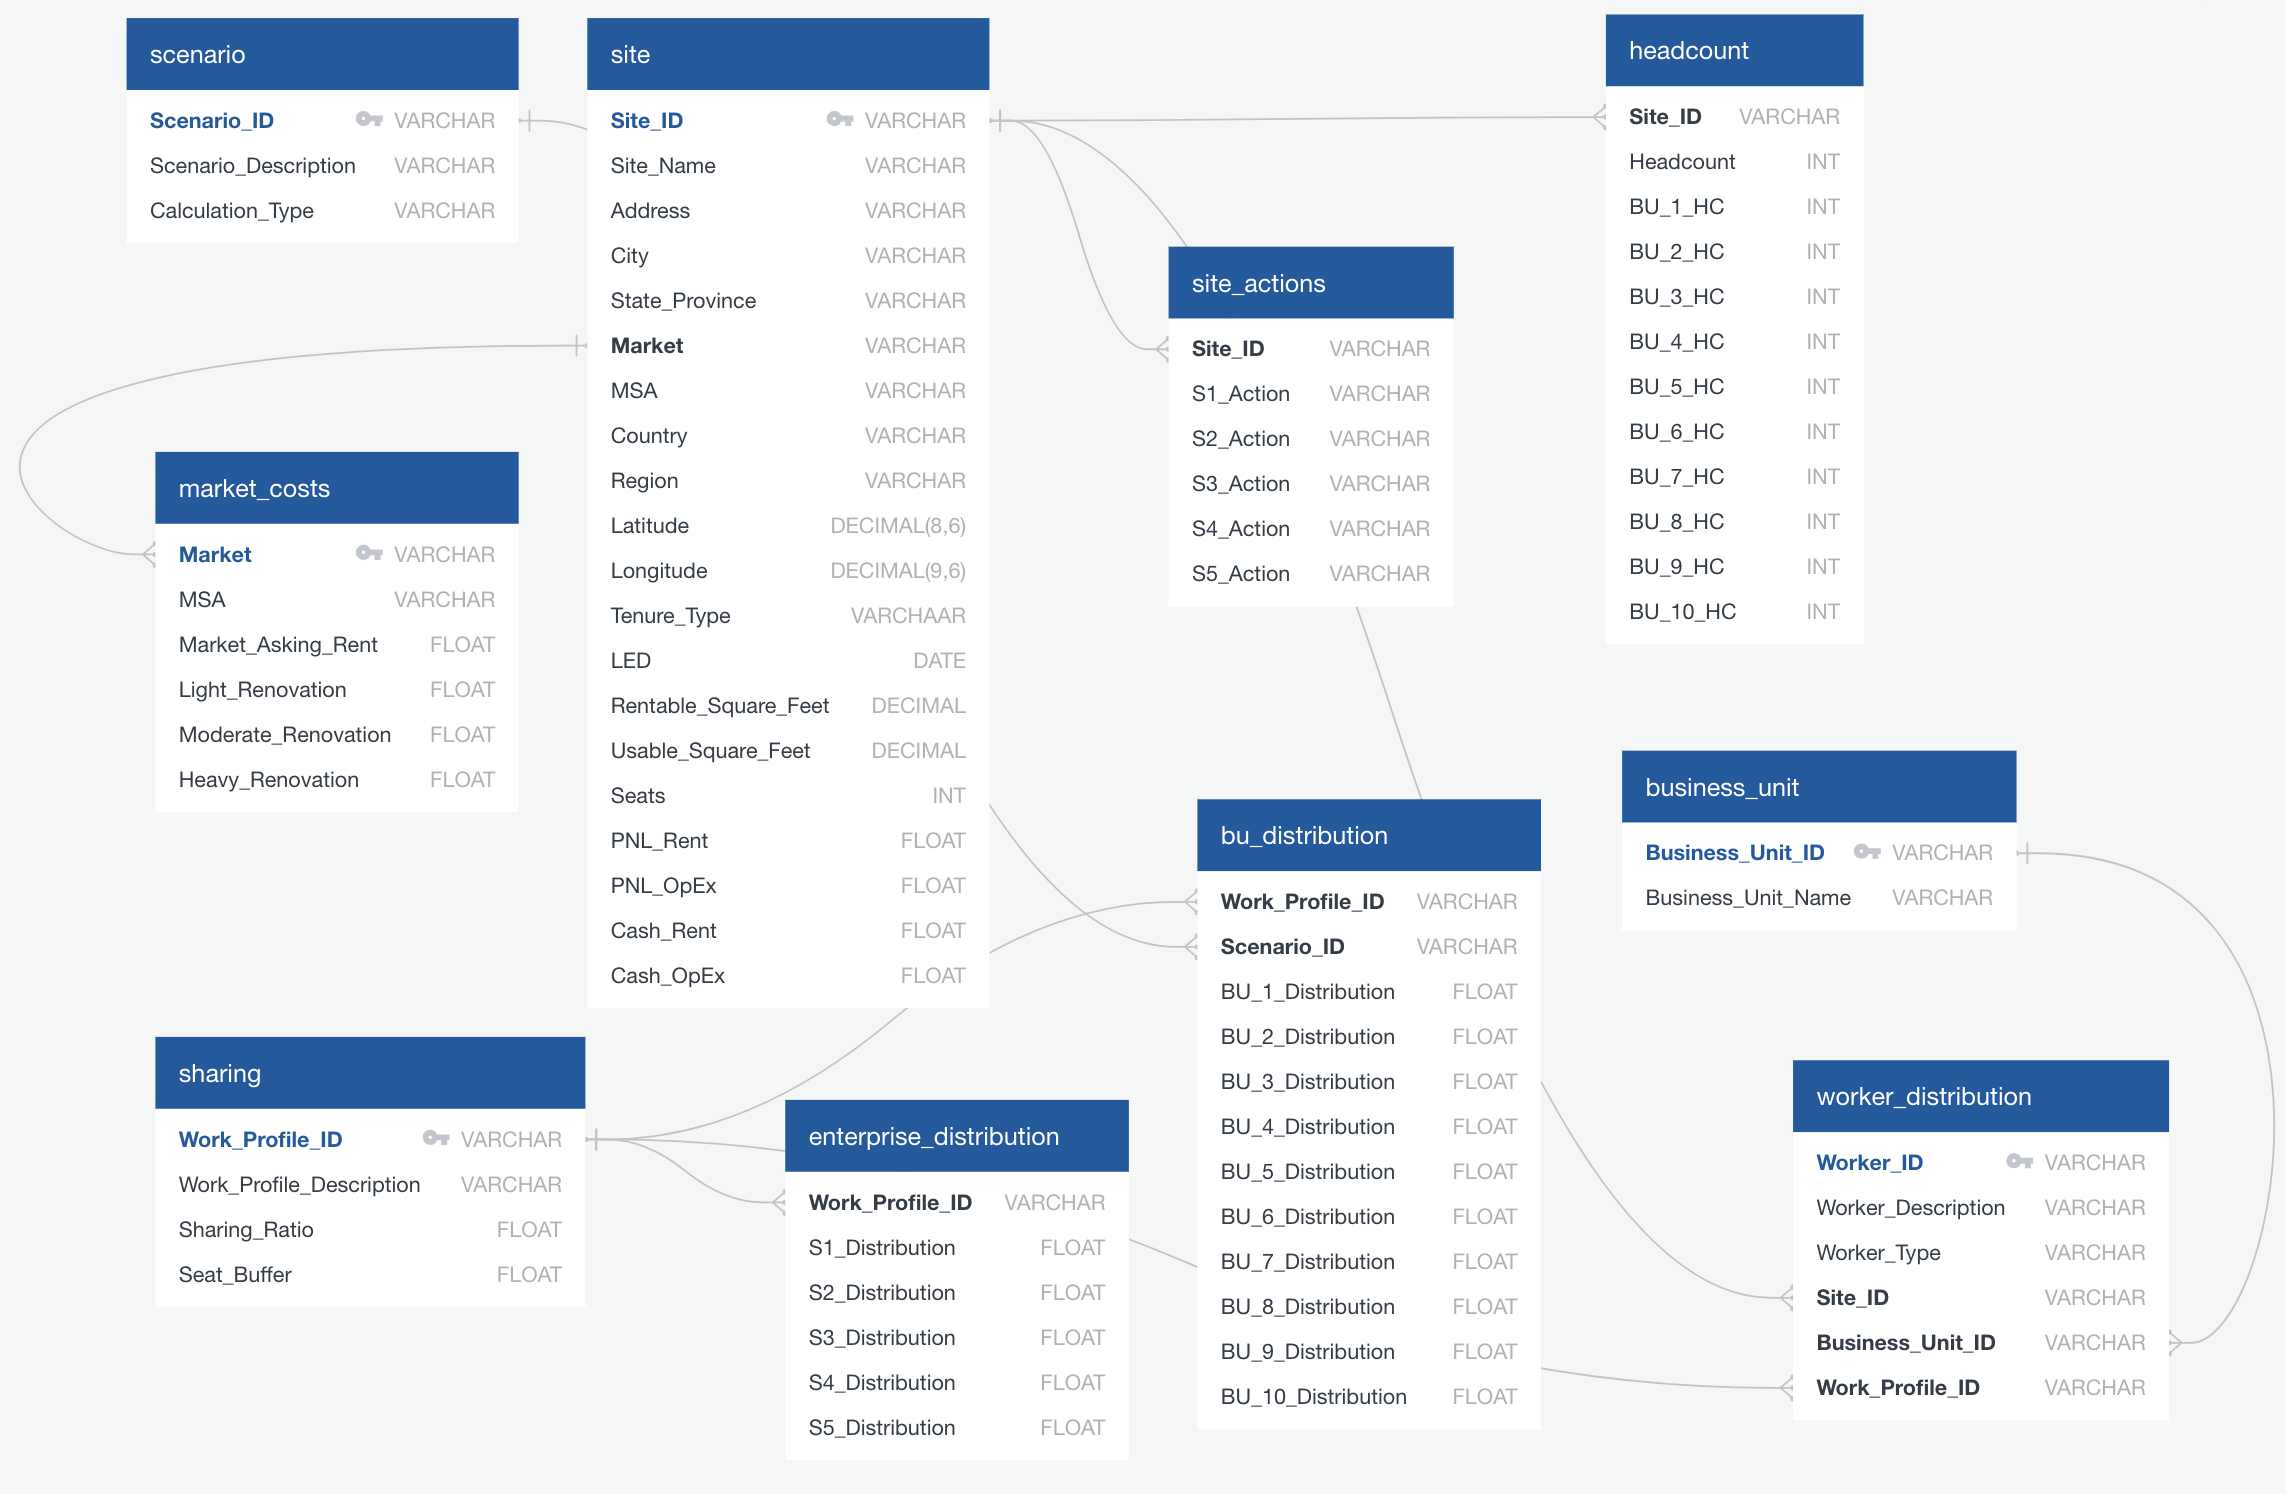 scenario
Scenario_ID VARCHAR
Scenario_Description VARCHAR
Calculation_Type VARCHAR
site
Site_ID VARCHAR
Site_Name VARCHAR
Address VARCHAR
City VARCHAR
State_Province VARCHAR
Market VARCHAR
MSA VARCHAR
Country VARCHAR
Region VARCHAR
Latitude DECIMAL(8,6)
Longitude DECIMAL(9,6)
Tenure_Type VARCHAAR
LED DATE
Rentable_Square_Feet DECIMAL
Usable_Square_Feet DECIMAL
Seats INT
PNL_Rent FLOAT
PNL_OpEx FLOAT
Cash_Rent FLOAT
Cash_OpEx FLOAT
headcount
Site_ID VARCHAR
Headcount INT
BU_1_HC INT
BU_2_HC INT
BU_3_HC INT
BU_4_HC INT
BU_5_HC INT
BU_6_HC INT
BU_7_HC INT
BU_8_HC INT
BU_9_HC INT
BU_10_HC INT
site_actions
Site_ID VARCHAR
S1_Action VARCHAR
S2_Action VARCHAR
S3_Action VARCHAR
S4_Action VARCHAR
S5_Action VARCHAR
market_costs
Market VARCHAR
MSA VARCHAR
Market_Asking_Rent FLOAT
Light_Renovation FLOAT
Moderate_Renovation FLOAT
Heavy_Renovation FLOAT
business_unit
Business_Unit_ID VARCHAR
Business_Unit_Name VARCHAR
bu_distribution
Work_Profile_ID VARCHAR
Scenario_ID VARCHAR
BU_1_Distribution FLOAT
BU_2_Distribution FLOAT
BU_3_Distribution FLOAT
BU_4_Distribution FLOAT
BU_5_Distribution FLOAT
BU_6_Distribution FLOAT
BU_7_Distribution FLOAT
BU_8_Distribution FLOAT
BU_9_Distribution FLOAT
BU_10_Distribution FLOAT
sharing
Work_Profile_ID VARCHAR
Work_Profile_Description VARCHAR
Sharing_Ratio FLOAT
Seat_Buffer FLOAT
enterprise_distribution
Work_Profile_ID VARCHAR
S1_Distribution FLOAT
S2_Distribution FLOAT
S3_Distribution FLOAT
S4_Distribution FLOAT
S5_Distribution FLOAT
worker_distribution
Worker_ID VARCHAR
Worker_Description VARCHAR
Worker_Type VARCHAR
Site_ID VARCHAR
Business_Unit_ID VARCHAR
Work_Profile_ID VARCHAR